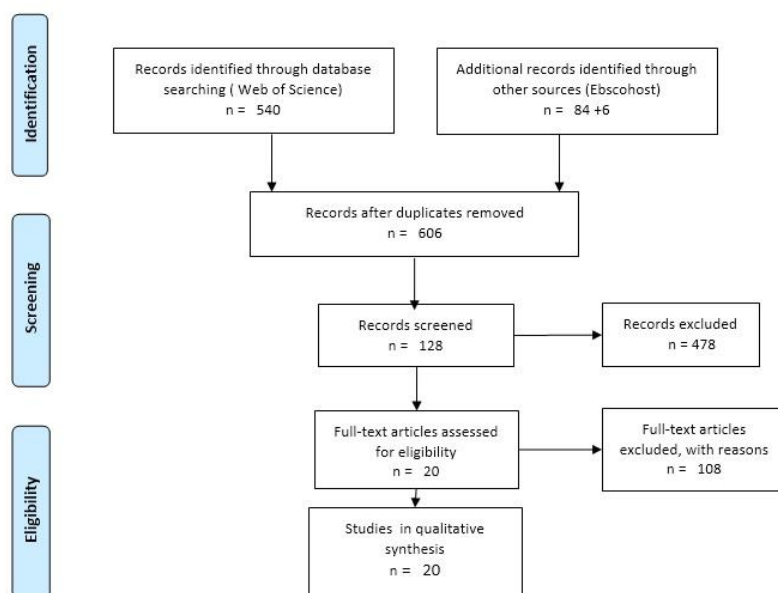 Identification
Records identified through database
searching ( Web of Science)
n = 540
Additional records identified through
other sources (Ebscohost)
n = 84 +6
Records after duplicates removed
n = 606
Screening
Records screened
n = 128
Records excluded
n = 478
Eligibility
Full-text articles assessed
for eligibility
n = 20
Full-text articles
excluded, with reasons
n = 108
Studies in qualitative
synthesis
n = 20